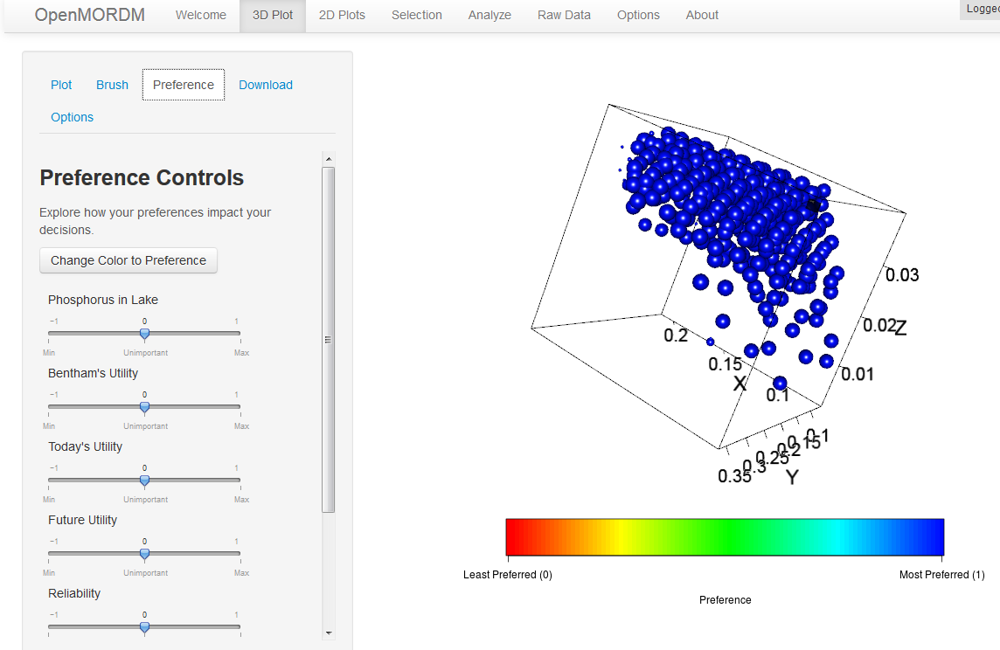 OpenMORDM Welcome 3D Plot 2D Plots Selection Analyze Raw Data Options About Logged
Plot Brush Preference Download
Options
Preference Controls
Explore how your preferences impact your
decisions.
Change Color to Preference
Phosphorus in Lake
−1 0 1
Min Unimportant Max
Bentham's Utility
−1 0 1
Min Unimportant Max
Today's Utility
−1 0 1
Min Unimportant Max
Future Utility
−1 0 1
Min Unimportant Max
Reliability
−1 0 1
0.03
0.02
Z
0.01
0.2
0.15
X
0.1
0.1
0.15
0.2
0.25
0.3
0.35
Y
Least Preferred (0) Most Preferred (1)
Preference